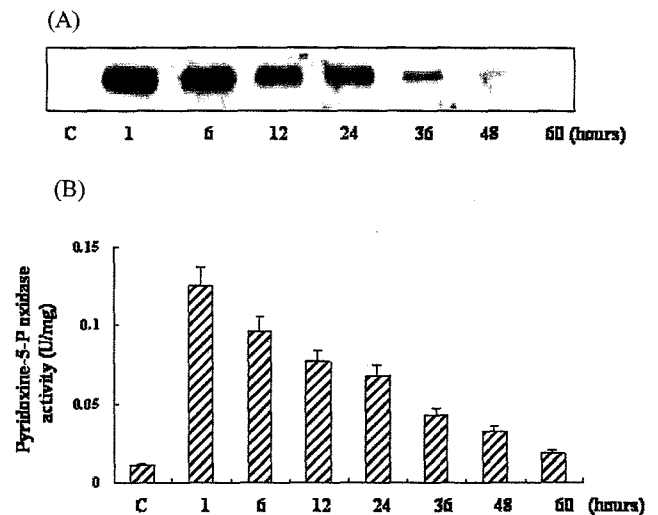 (A)
C 1 6 12 24 36 48 60 (hours)
(B)
Pyridoxine-5-P oxidase
activity (U/mg)
0.15
0.1
0.05
0
C 1 6 12 24 36 48 60 (hours)